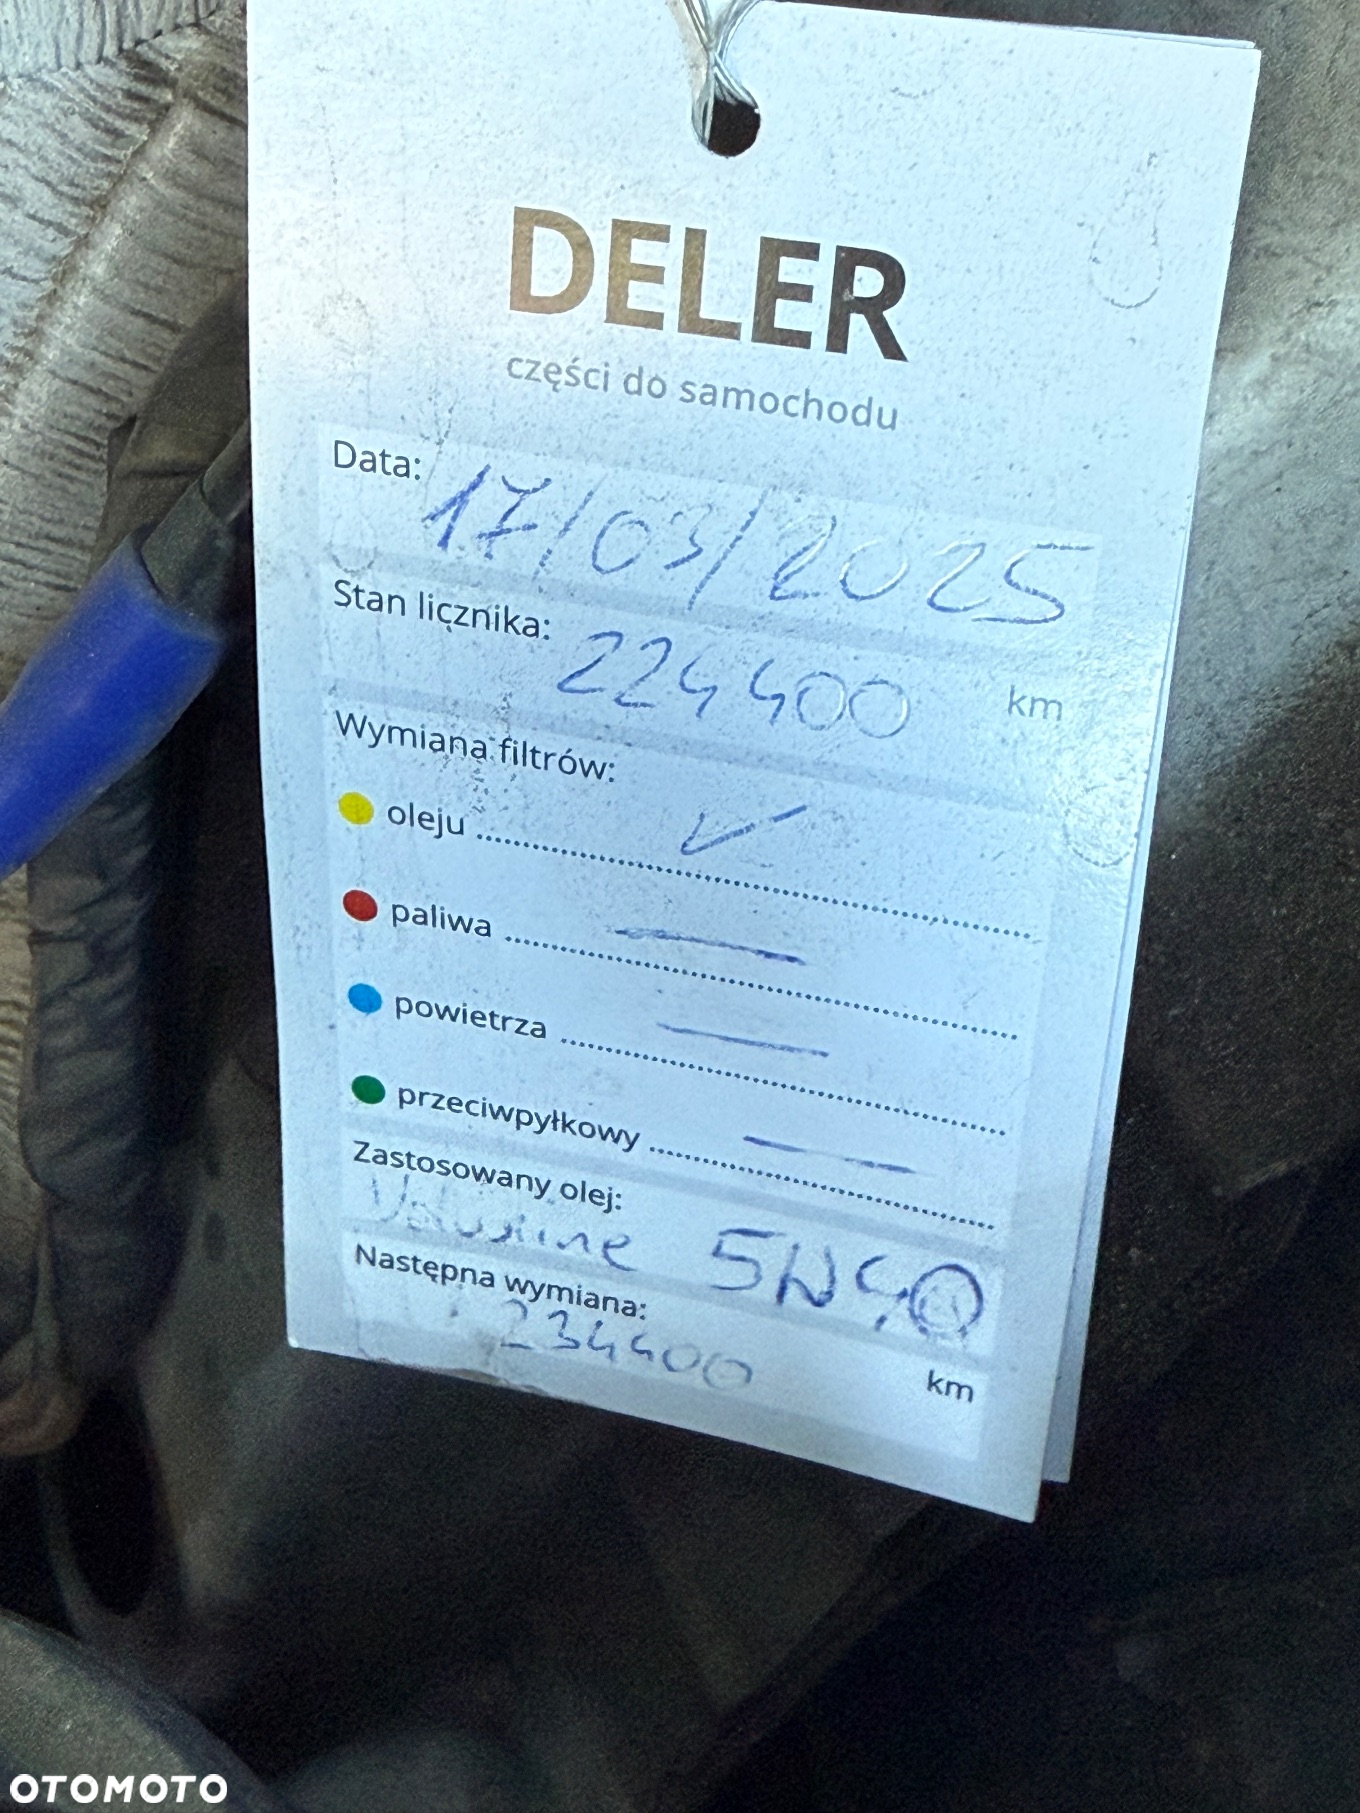 DELER
części do samochodu
Data: 17/03/2025
Stan licznika: 224400 km
Wymiana filtrów:
oleju ........ ✓
paliwa ........ —
powietrza ........ —
przeciwpyłkowy ........ —
Zastosowany olej:
Valvoline 5W40
Następna wymiana:
234400 km
OTOMOTO